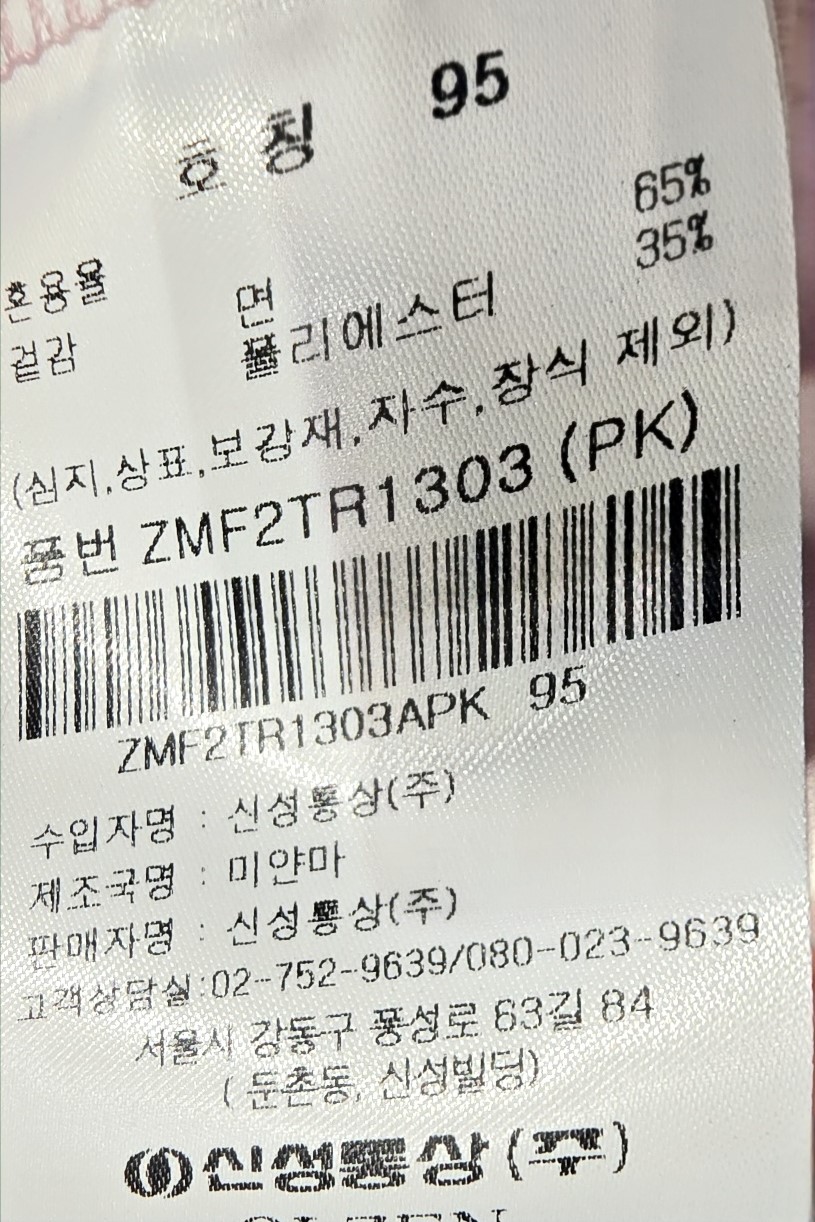 호칭 95
혼용율 면 65%
겉감 폴리에스터 35%
(심지,상표,보강재,자수,장식 제외)
품번 ZMF2TR1303 (PK)
ZMF2TR1303APK 95
수입자명 : 신성통상(주)
제조국명 : 미얀마
판매자명 : 신성통상(주)
고객상담실:02-752-9639/080-023-9639
서울시 강동구 풍성로 63길 84
( 둔촌동, 신성빌딩)
신성통상(주)